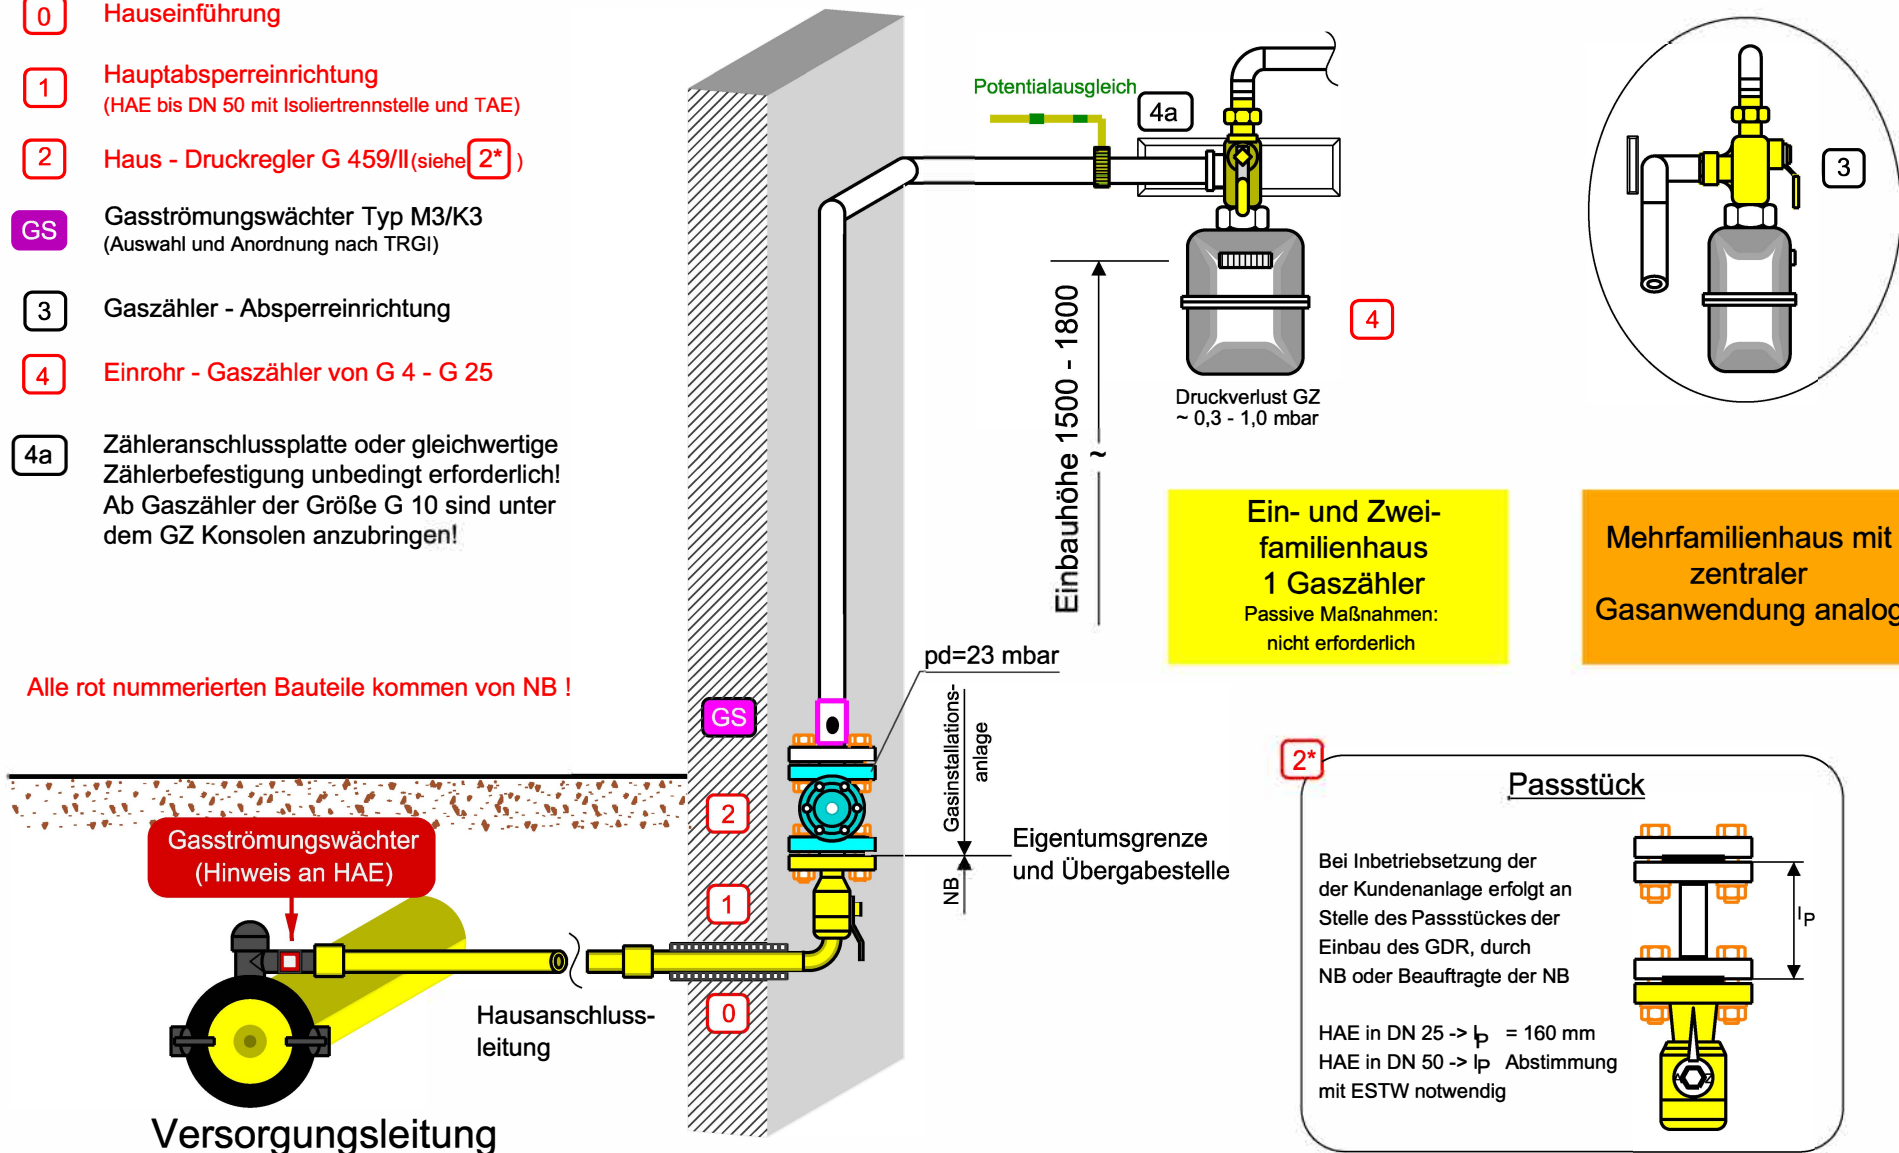 0 Hauseinführung
1 Hauptabsperreinrichtung
(HAE bis DN 50 mit Isoliertrennstelle und TAE)
2 Haus - Druckregler G 459/II (siehe 2* )
GS Gasströmungswächter Typ M3/K3
(Auswahl und Anordnung nach TRGI)
3 Gaszähler - Absperreinrichtung
4 Einrohr - Gaszähler von G 4 - G 25
4a Zähleranschlussplatte oder gleichwertige
Zählerbefestigung unbedingt erforderlich!
Ab Gaszähler der Größe G 10 sind unter
dem GZ Konsolen anzubringen!
Alle rot nummerierten Bauteile kommen von NB !
Potentialausgleich
4a
3
4
Druckverlust GZ
~ 0,3 - 1,0 mbar
Einbauhöhe ~ 1500 - 1800
Ein- und Zwei-
familienhaus
1 Gaszähler
Passive Maßnahmen:
nicht erforderlich
Mehrfamilienhaus mit
zentraler
Gasanwendung analog
pd=23 mbar
GS
Gasinstallations-
anlage
2
Eigentumsgrenze
und Übergabestelle
NB
1
0
Gasströmungswächter
(Hinweis an HAE)
Hausanschluss-
leitung
Versorgungsleitung
2*
Passstück
Bei Inbetriebsetzung der
der Kundenanlage erfolgt an
Stelle des Passstückes der
Einbau des GDR, durch
NB oder Beauftragte der NB
lP
HAE in DN 25 -> lP = 160 mm
HAE in DN 50 -> lP Abstimmung
mit ESTW notwendig